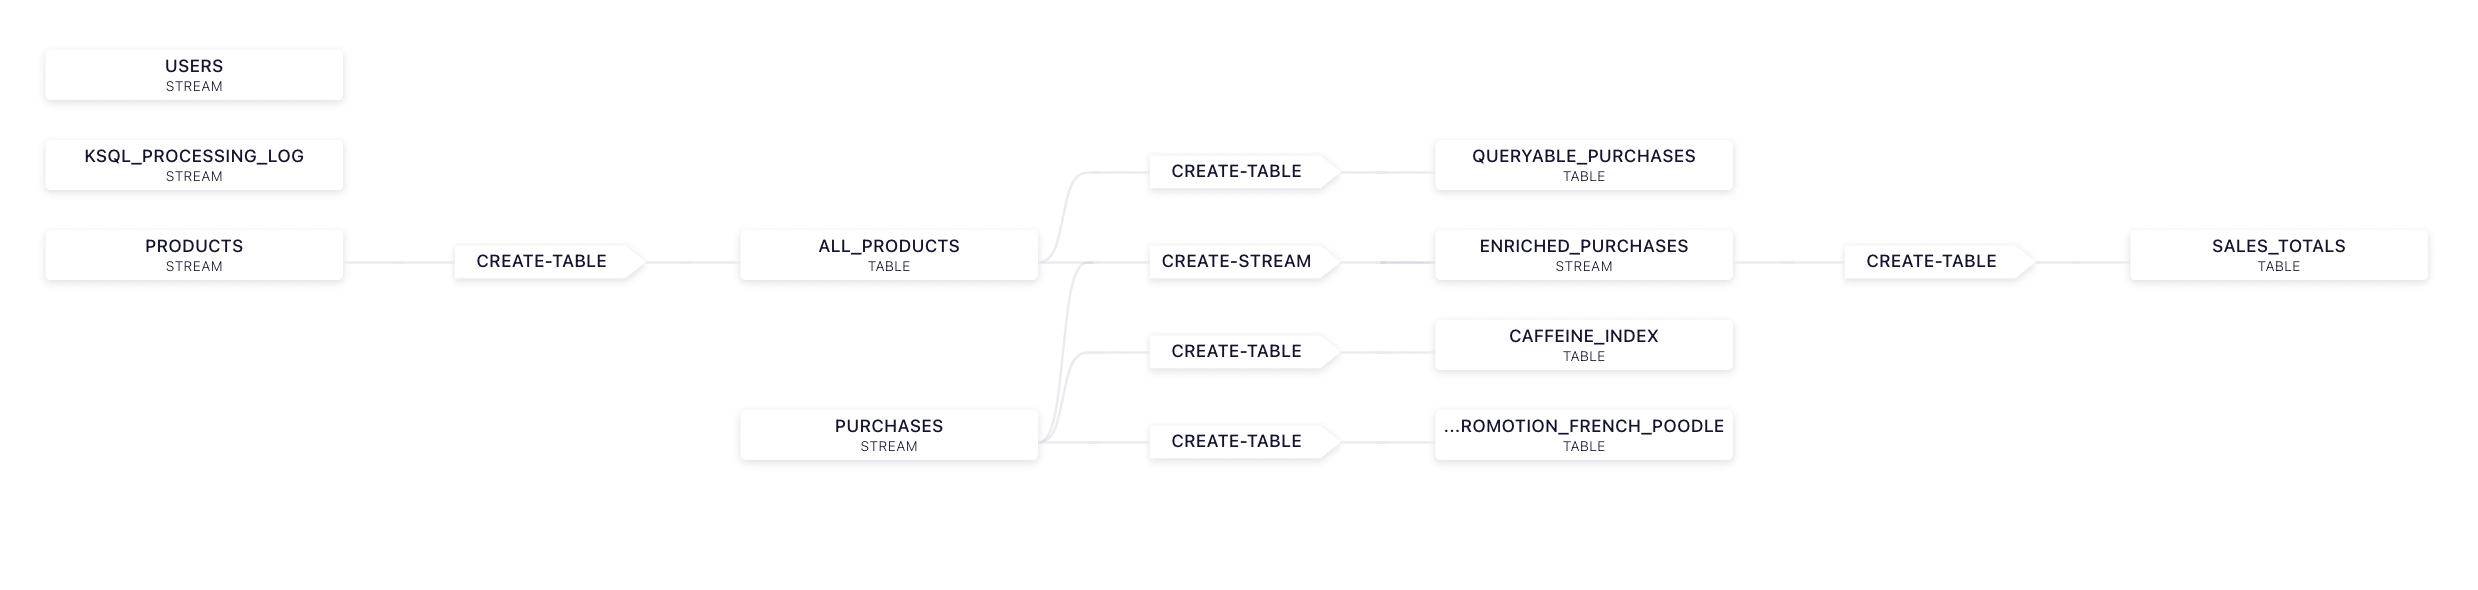 USERS
STREAM
KSQL_PROCESSING_LOG
STREAM
PRODUCTS
STREAM
CREATE-TABLE
ALL_PRODUCTS
TABLE
PURCHASES
STREAM
CREATE-TABLE
QUERYABLE_PURCHASES
TABLE
CREATE-STREAM
ENRICHED_PURCHASES
STREAM
CREATE-TABLE
SALES_TOTALS
TABLE
CREATE-TABLE
CAFFEINE_INDEX
TABLE
CREATE-TABLE
...ROMOTION_FRENCH_POODLE
TABLE